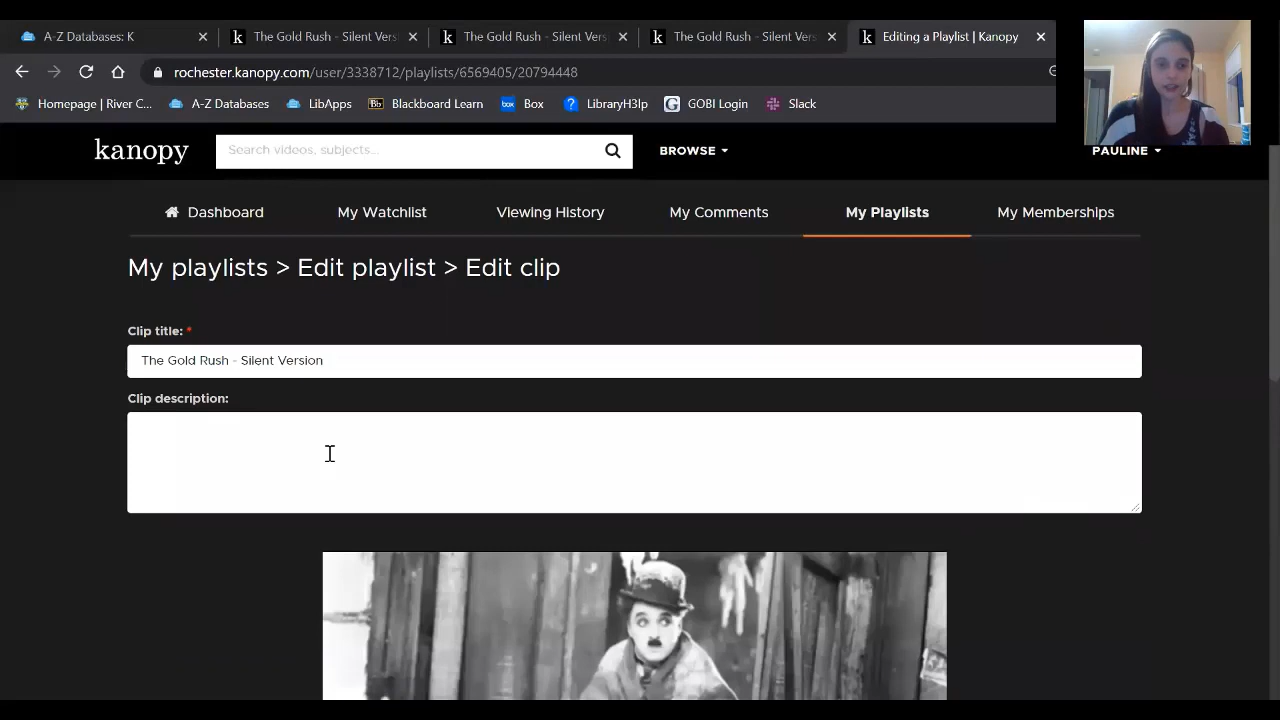 A-Z Databases: K
The Gold Rush - Silent Vers
The Gold Rush - Silent Vers
The Gold Rush - Silent Vers
Editing a Playlist | Kanopy
rochester.kanopy.com/user/3338712/playlists/6569405/20794448
Homepage | River C...
A-Z Databases
LibApps
Bb Blackboard Learn
box Box
LibraryH3lp
G GOBI Login
Slack
kanopy
Search videos, subjects...
BROWSE
PAULINE
Dashboard
My Watchlist
Viewing History
My Comments
My Playlists
My Memberships
My playlists > Edit playlist > Edit clip
Clip title: *
The Gold Rush - Silent Version
Clip description: